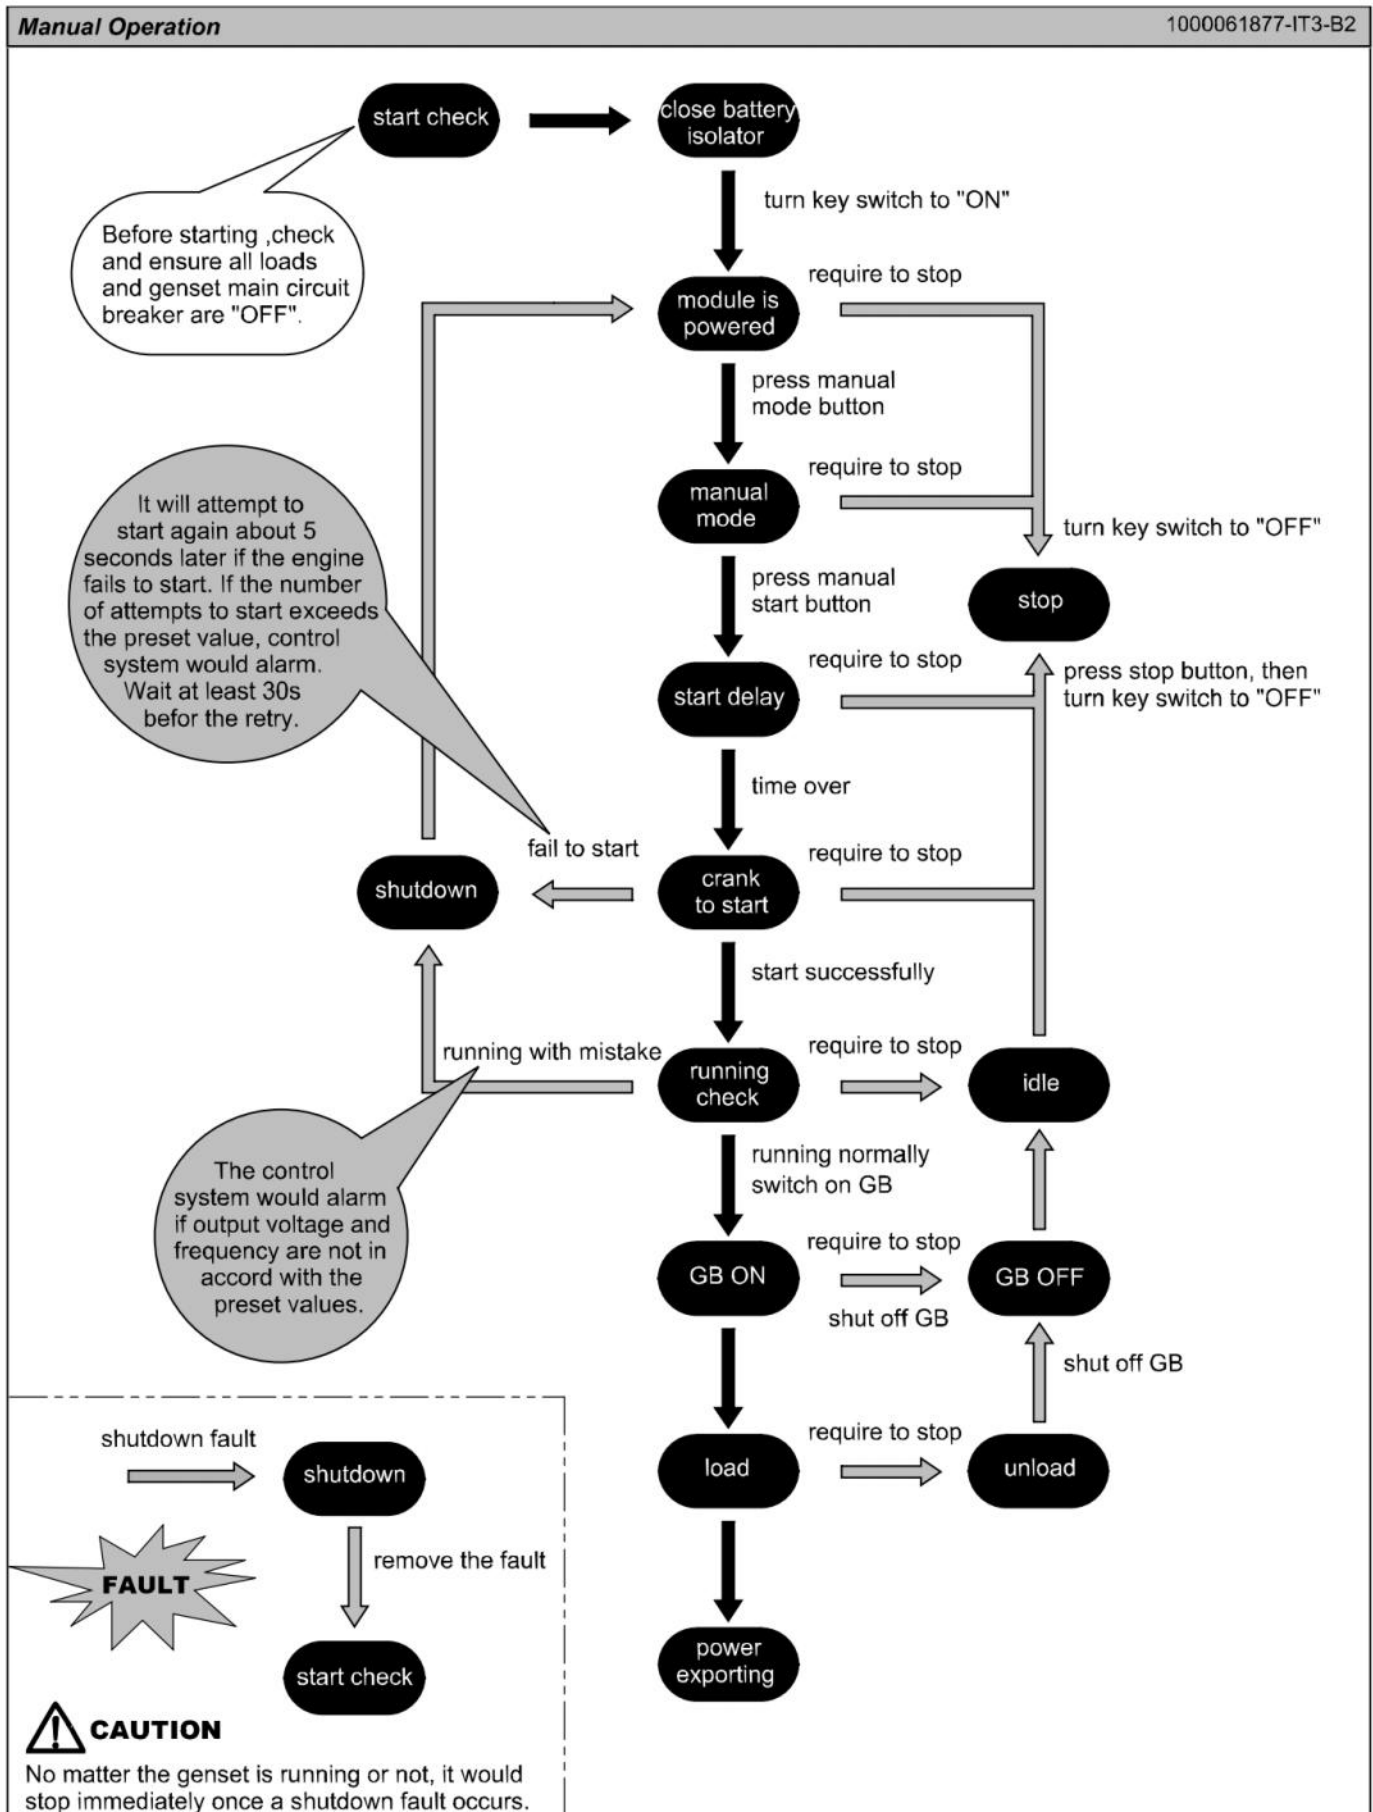 Manual Operation
1000061877-IT3-B2
start check
close battery
isolator
turn key switch to "ON"
Before starting ,check
and ensure all loads
and genset main circuit
breaker are "OFF".
module is
powered
require to stop
press manual
mode button
It will attempt to
start again about 5
seconds later if the engine
fails to start. If the number
of attempts to start exceeds
the preset value, control
system would alarm.
Wait at least 30s
befor the retry.
manual
mode
require to stop
turn key switch to "OFF"
stop
press manual
start button
start delay
require to stop
press stop button, then
turn key switch to "OFF"
time over
fail to start
shutdown
crank
to start
require to stop
start successfully
running with mistake
running
check
require to stop
idle
The control
system would alarm
if output voltage and
frequency are not in
accord with the
preset values.
running normally
switch on GB
GB ON
require to stop
shut off GB
GB OFF
shut off GB
load
require to stop
unload
power
exporting
shutdown fault
shutdown
FAULT
remove the fault
start check
CAUTION
No matter the genset is running or not, it would
stop immediately once a shutdown fault occurs.